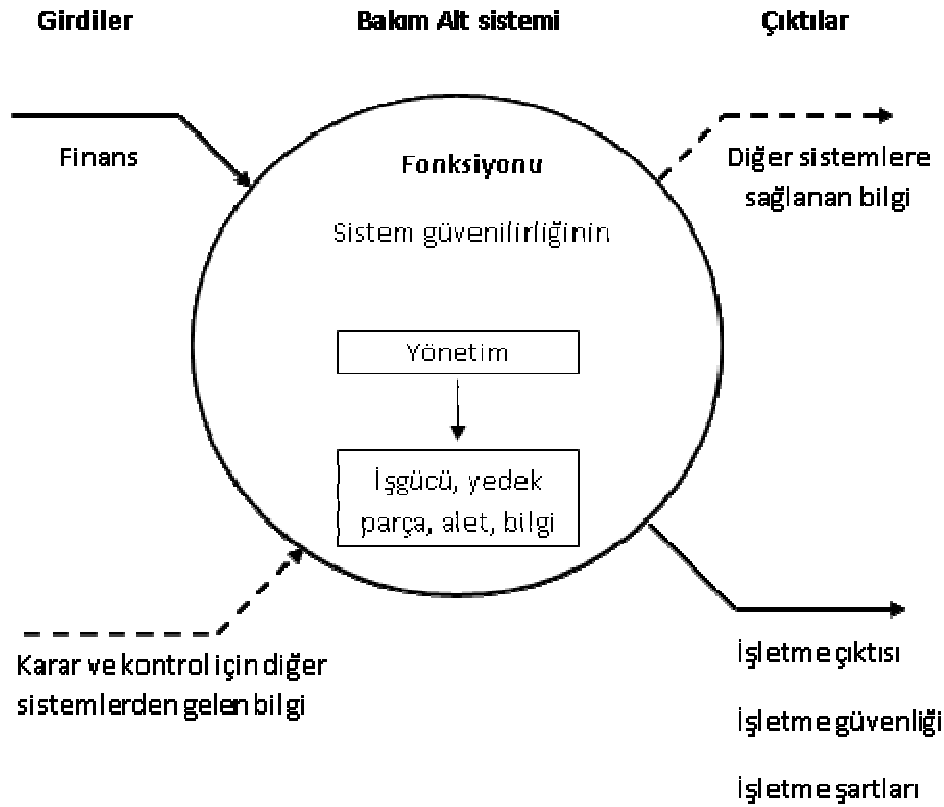 Girdiler
Bakım Alt sistemi
Çıktılar
Finans
Fonksiyonu
Sistem güvenilirliğinin
Diğer sistemlere
sağlanan bilgi
Yönetim
İşgücü, yedek
parça, alet, bilgi
Karar ve kontrol için diğer
sistemlerden gelen bilgi
İşletme çıktısı
İşletme güvenliği
İşletme şartları